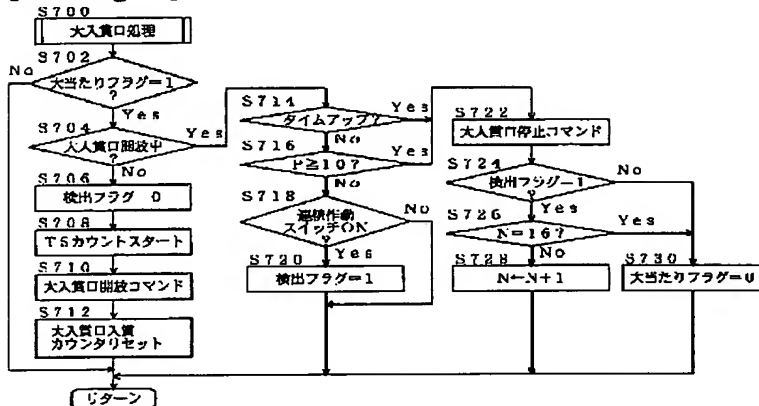 S700
大入賞口処理
S702
No
大当たりフラグ=1
?
Yes
S704
Yes
大入賞口開放中
?
No
S706
検出フラグ 0
S708
TSカウントスタート
S710
大入賞口開放コマンド
S712
大入賞口入賞
カウンタリセット
リターン
S714
タイムアップ?
Yes
No
S716
P≧10?
Yes
No
S718
連続作動
スイッチON
?
No
Yes
S720
検出フラグ=1
S722
大入賞口停止コマンド
S724
検出フラグ=1
?
No
Yes
S726
N=16?
Yes
No
S728
N←N+1
S730
大当たりフラグ=0